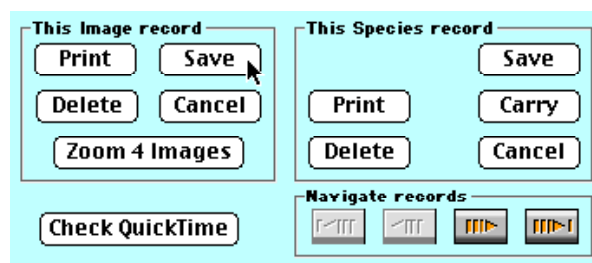 This Image record
Print Save
Delete Cancel
Zoom 4 Images
Check QuickTime
This Species record
Save
Print Carry
Delete Cancel
Navigate records